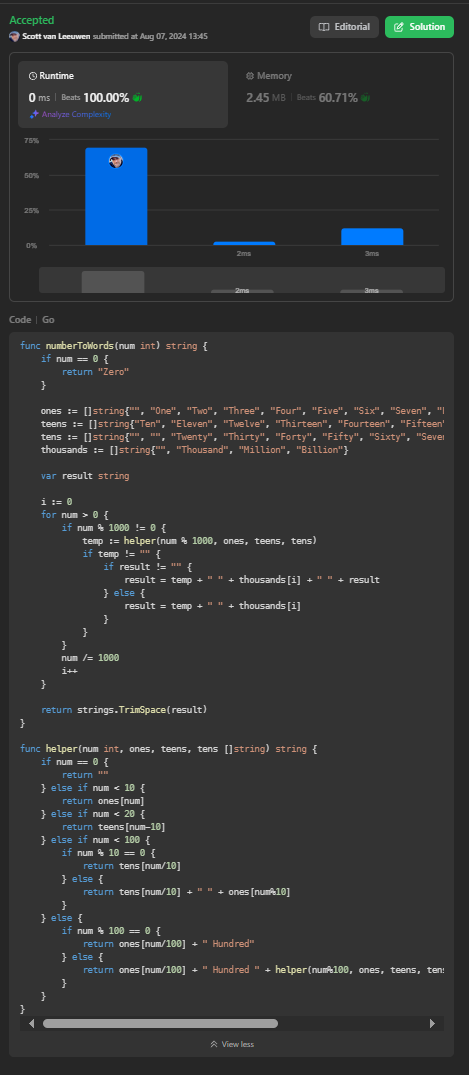 Accepted
Scott van Leeuwen submitted at Aug 07, 2024 13:45
Editorial
Solution
Runtime
0 ms | Beats 100.00%
Analyze Complexity
Memory
2.45 MB | Beats 60.71%
75%
50%
25%
0%
2ms
3ms
2ms
3ms
Code | Go
func numberToWords(num int) string {
    if num == 0 {
        return "Zero"
    }

    ones := []string{"", "One", "Two", "Three", "Four", "Five", "Six", "Seven", "
    teens := []string{"Ten", "Eleven", "Twelve", "Thirteen", "Fourteen", "Fifteen"
    tens := []string{"", "", "Twenty", "Thirty", "Forty", "Fifty", "Sixty", "Seven
    thousands := []string{"", "Thousand", "Million", "Billion"}

    var result string

    i := 0
    for num > 0 {
        if num % 1000 != 0 {
            temp := helper(num % 1000, ones, teens, tens)
            if temp != "" {
                if result != "" {
                    result = temp + " " + thousands[i] + " " + result
                } else {
                    result = temp + " " + thousands[i]
                }
            }
        }
        num /= 1000
        i++
    }

    return strings.TrimSpace(result)
}

func helper(num int, ones, teens, tens []string) string {
    if num == 0 {
        return ""
    } else if num < 10 {
        return ones[num]
    } else if num < 20 {
        return teens[num-10]
    } else if num < 100 {
        if num % 10 == 0 {
            return tens[num/10]
        } else {
            return tens[num/10] + " " + ones[num%10]
        }
    } else {
        if num % 100 == 0 {
            return ones[num/100] + " Hundred"
        } else {
            return ones[num/100] + " Hundred " + helper(num%100, ones, teens, ten
        }
    }
}
View less